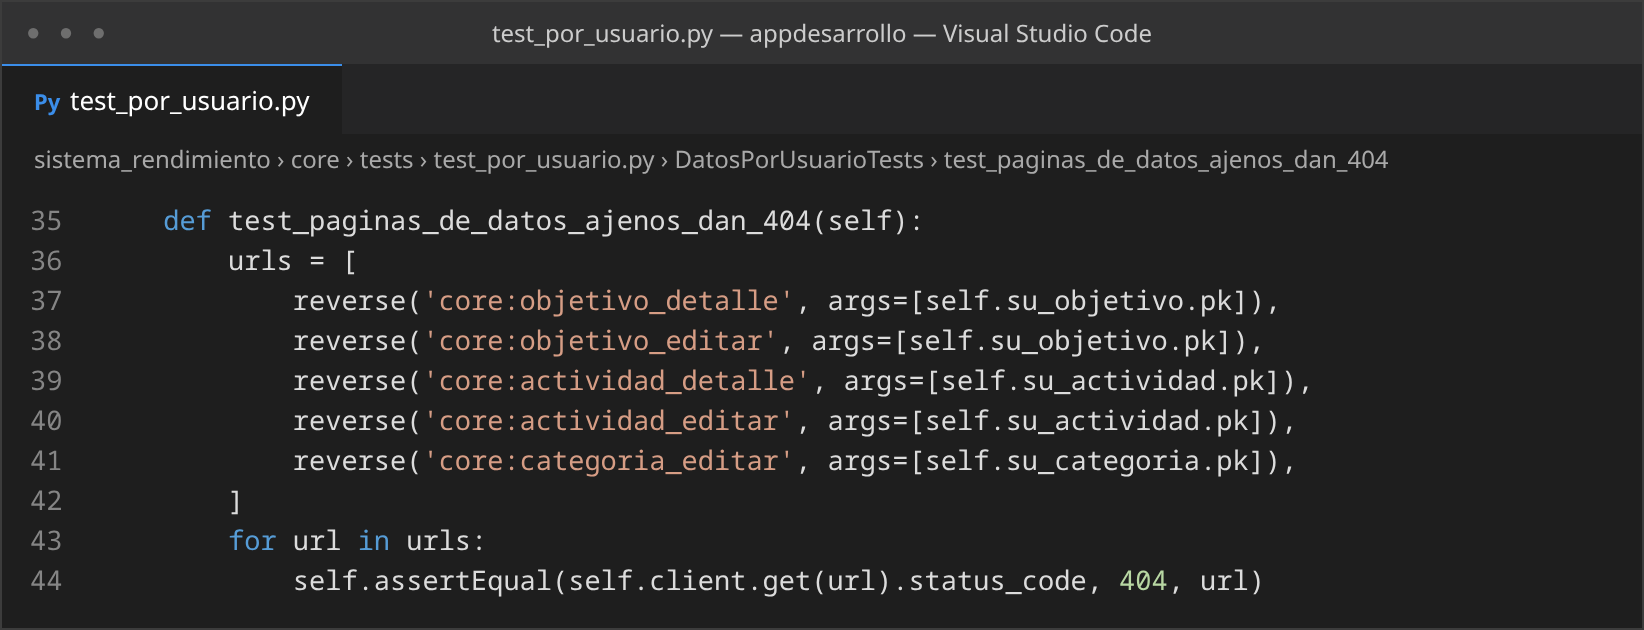 test_por_usuario.py — appdesarrollo — Visual Studio Code
Py test_por_usuario.py
sistema_rendimiento › core › tests › test_por_usuario.py › DatosPorUsuarioTests › test_paginas_de_datos_ajenos_dan_404
35     def test_paginas_de_datos_ajenos_dan_404(self):
36         urls = [
37             reverse('core:objetivo_detalle', args=[self.su_objetivo.pk]),
38             reverse('core:objetivo_editar', args=[self.su_objetivo.pk]),
39             reverse('core:actividad_detalle', args=[self.su_actividad.pk]),
40             reverse('core:actividad_editar', args=[self.su_actividad.pk]),
41             reverse('core:categoria_editar', args=[self.su_categoria.pk]),
42         ]
43         for url in urls:
44             self.assertEqual(self.client.get(url).status_code, 404, url)